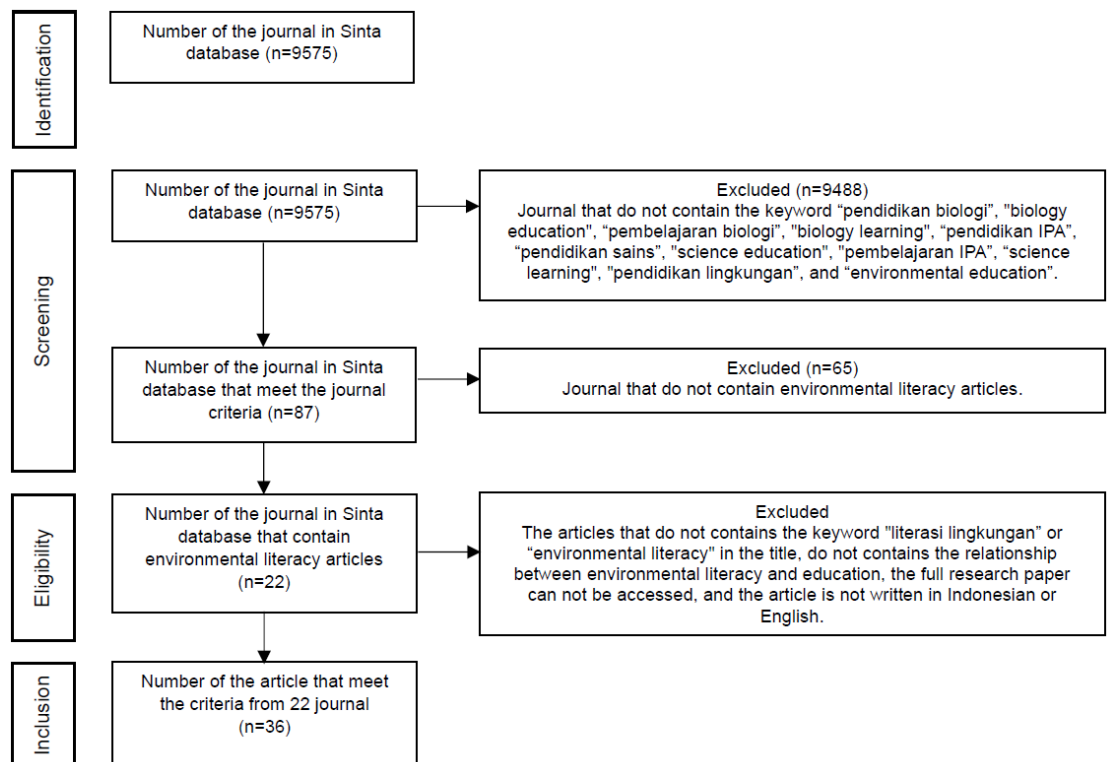 Identification
Number of the journal in Sinta
database (n=9575)
Screening
Number of the journal in Sinta
database (n=9575)
Excluded (n=9488)
Journal that do not contain the keyword “pendidikan biologi”, "biology
education", “pembelajaran biologi”, "biology learning", “pendidikan IPA”,
“pendidikan sains”, "science education", "pembelajaran IPA”, “science
learning", "pendidikan lingkungan”, and “environmental education”.
Number of the journal in Sinta
database that meet the journal
criteria (n=87)
Excluded (n=65)
Journal that do not contain environmental literacy articles.
Eligibility
Number of the journal in Sinta
database that contain
environmental literacy articles
(n=22)
Excluded
The articles that do not contains the keyword "literasi lingkungan” or
“environmental literacy" in the title, do not contains the relationship
between environmental literacy and education, the full research paper
can not be accessed, and the article is not written in Indonesian or
English.
Inclusion
Number of the article that meet
the criteria from 22 journal
(n=36)